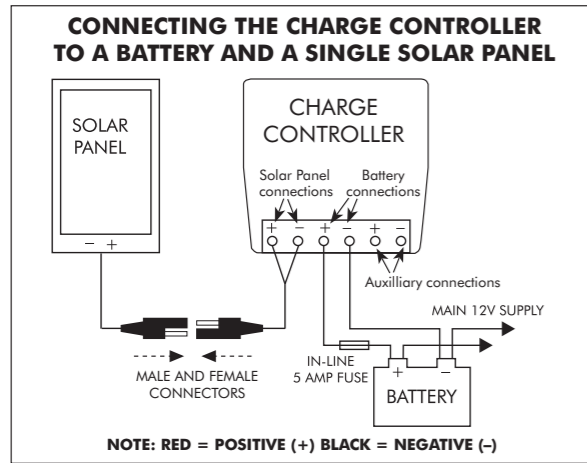 CONNECTING THE CHARGE CONTROLLER
TO A BATTERY AND A SINGLE SOLAR PANEL
SOLAR
PANEL
– +
CHARGE
CONTROLLER
Solar Panel
connections
Battery
connections
+ – + – + –
Auxilliary connections
MAIN 12V SUPPLY
IN-LINE
5 AMP FUSE
+ –
BATTERY
MALE AND FEMALE
CONNECTORS
NOTE: RED = POSITIVE (+) BLACK = NEGATIVE (–)